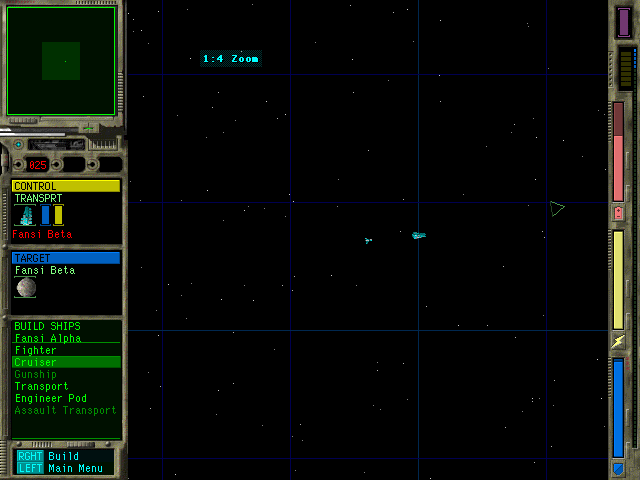 1:4 Zoom
025
CONTROL
TRANSPRT
Fansi Beta
TARGET
Fansi Beta
BUILD SHIPS
Fansi Alpha
Fighter
Cruiser
Gunship
Transport
Engineer Pod
Assault Transport
RGHT Build
LEFT Main Menu